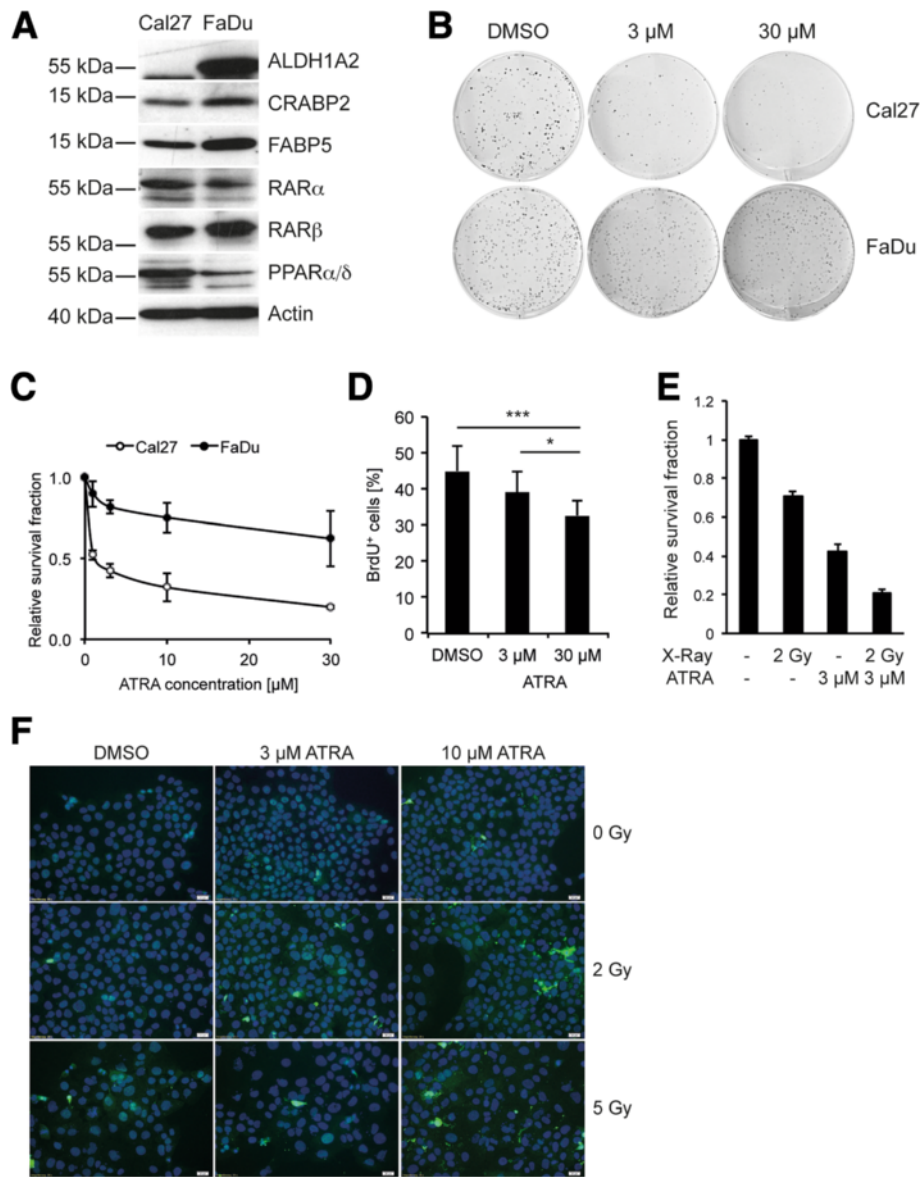 A
Cal27 FaDu
55 kDa ALDH1A2
15 kDa CRABP2
15 kDa FABP5
55 kDa RARα
55 kDa RARβ
55 kDa PPARα/δ
40 kDa Actin
B
DMSO 3 µM 30 µM
Cal27
FaDu
C
Cal27 FaDu
Relative survival fraction
1.0
0.5
0.0
0 10 20 30
ATRA concentration [µM]
D
BrdU⁺ cells [%]
60
50
40
30
20
10
0
***
*
DMSO 3 µM 30 µM
ATRA
E
Relative survival fraction
1.2
1
0.8
0.6
0.4
0.2
0
X-Ray - 2 Gy - 2 Gy
ATRA - - 3 µM 3 µM
F
DMSO 3 µM ATRA 10 µM ATRA
0 Gy
2 Gy
5 Gy